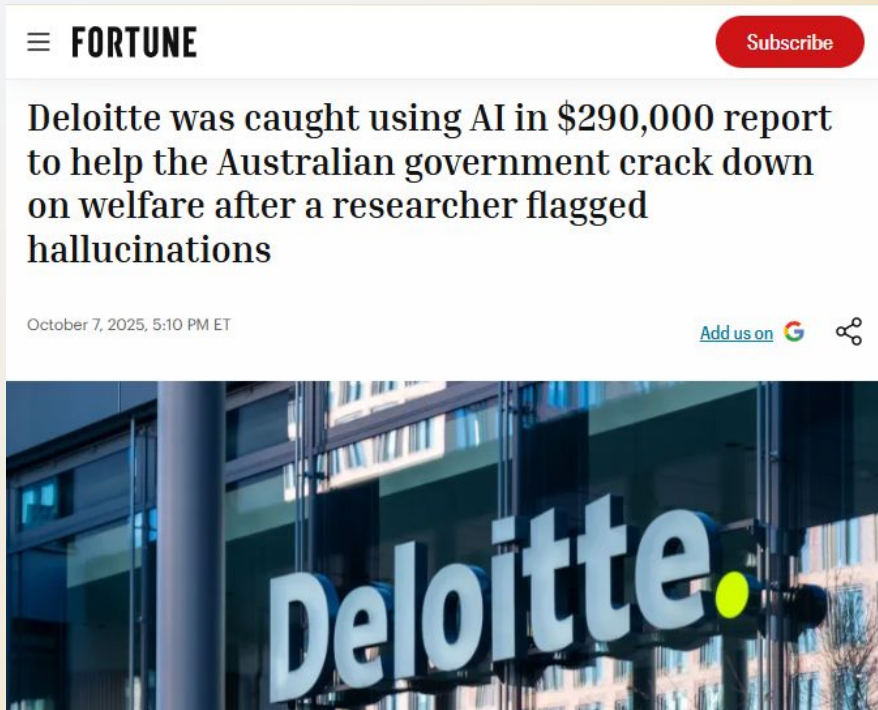 FORTUNE
Subscribe
Deloitte was caught using AI in $290,000 report
to help the Australian government crack down
on welfare after a researcher flagged
hallucinations
October 7, 2025, 5:10 PM ET
Add us on
Deloitte.